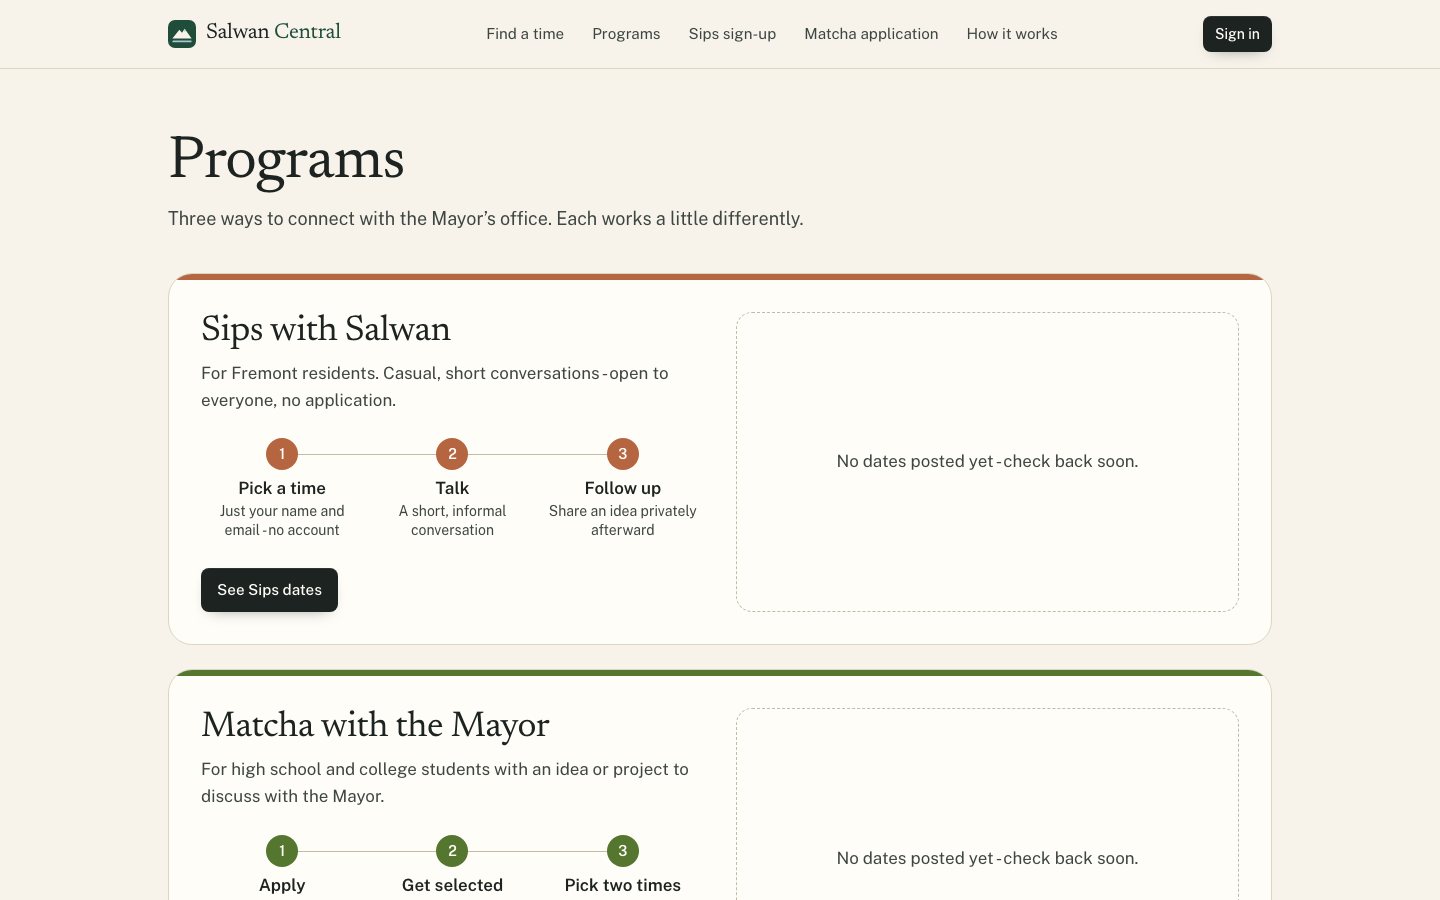 Salwan Central
Find a time
Programs
Sips sign-up
Matcha application
How it works
Sign in
Programs
Three ways to connect with the Mayor’s office. Each works a little differently.
Sips with Salwan
For Fremont residents. Casual, short conversations - open to
everyone, no application.
1
Pick a time
Just your name and
email - no account
2
Talk
A short, informal
conversation
3
Follow up
Share an idea privately
afterward
See Sips dates
No dates posted yet - check back soon.
Matcha with the Mayor
For high school and college students with an idea or project to
discuss with the Mayor.
1
Apply
2
Get selected
3
Pick two times
No dates posted yet - check back soon.